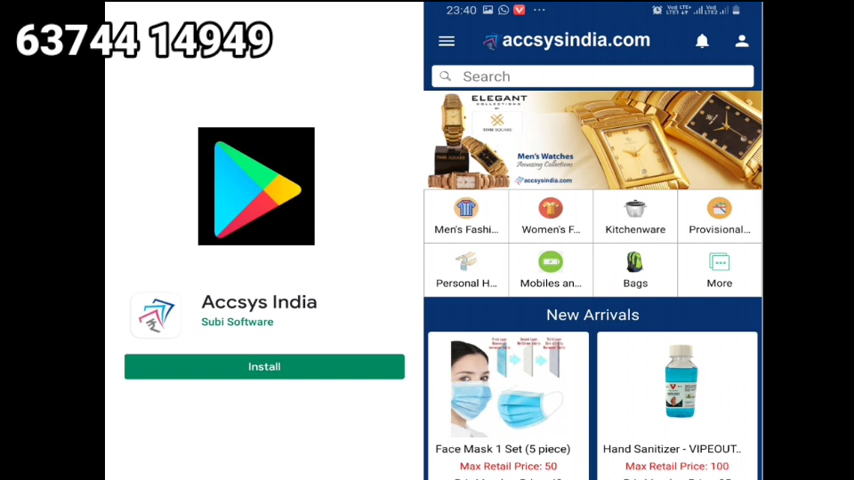 63744 14949
Accsys India
Subi Software
Install
23:40
accsysindia.com
Search
ELEGANT
COLLECTIONS
Men's Watches
Amazing Collections
accsysindia.com
Men's Fashi...
Women's F...
Kitchenware
Provisional...
Personal H...
Mobiles an...
Bags
More
New Arrivals
Face Mask 1 Set (5 piece)
Max Retail Price: 50
Hand Sanitizer - VIPEOUT..
Max Retail Price: 100